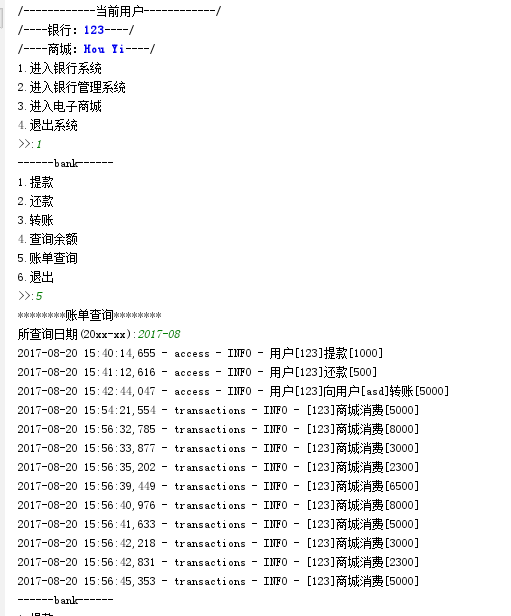 /------------当前用户------------/
/----银行：123----/
/----商城：Hou Yi----/
1.进入银行系统
2.进入银行管理系统
3.进入电子商城
4.退出系统
>>:1
------bank------
1.提款
2.还款
3.转账
4.查询余额
5.账单查询
6.退出
>>:5
********账单查询********
所查询日期(20xx-xx):2017-08
2017-08-20 15:40:14,655 - access - INFO - 用户[123]提款[1000]
2017-08-20 15:41:12,616 - access - INFO - 用户[123]还款[500]
2017-08-20 15:42:44,047 - access - INFO - 用户[123]向用户[asd]转账[5000]
2017-08-20 15:54:21,554 - transactions - INFO - [123]商城消费[5000]
2017-08-20 15:56:32,785 - transactions - INFO - [123]商城消费[8000]
2017-08-20 15:56:33,877 - transactions - INFO - [123]商城消费[3000]
2017-08-20 15:56:35,202 - transactions - INFO - [123]商城消费[2300]
2017-08-20 15:56:39,449 - transactions - INFO - [123]商城消费[6500]
2017-08-20 15:56:40,976 - transactions - INFO - [123]商城消费[8000]
2017-08-20 15:56:41,633 - transactions - INFO - [123]商城消费[5000]
2017-08-20 15:56:42,218 - transactions - INFO - [123]商城消费[3000]
2017-08-20 15:56:42,831 - transactions - INFO - [123]商城消费[2300]
2017-08-20 15:56:45,353 - transactions - INFO - [123]商城消费[5000]
------bank------